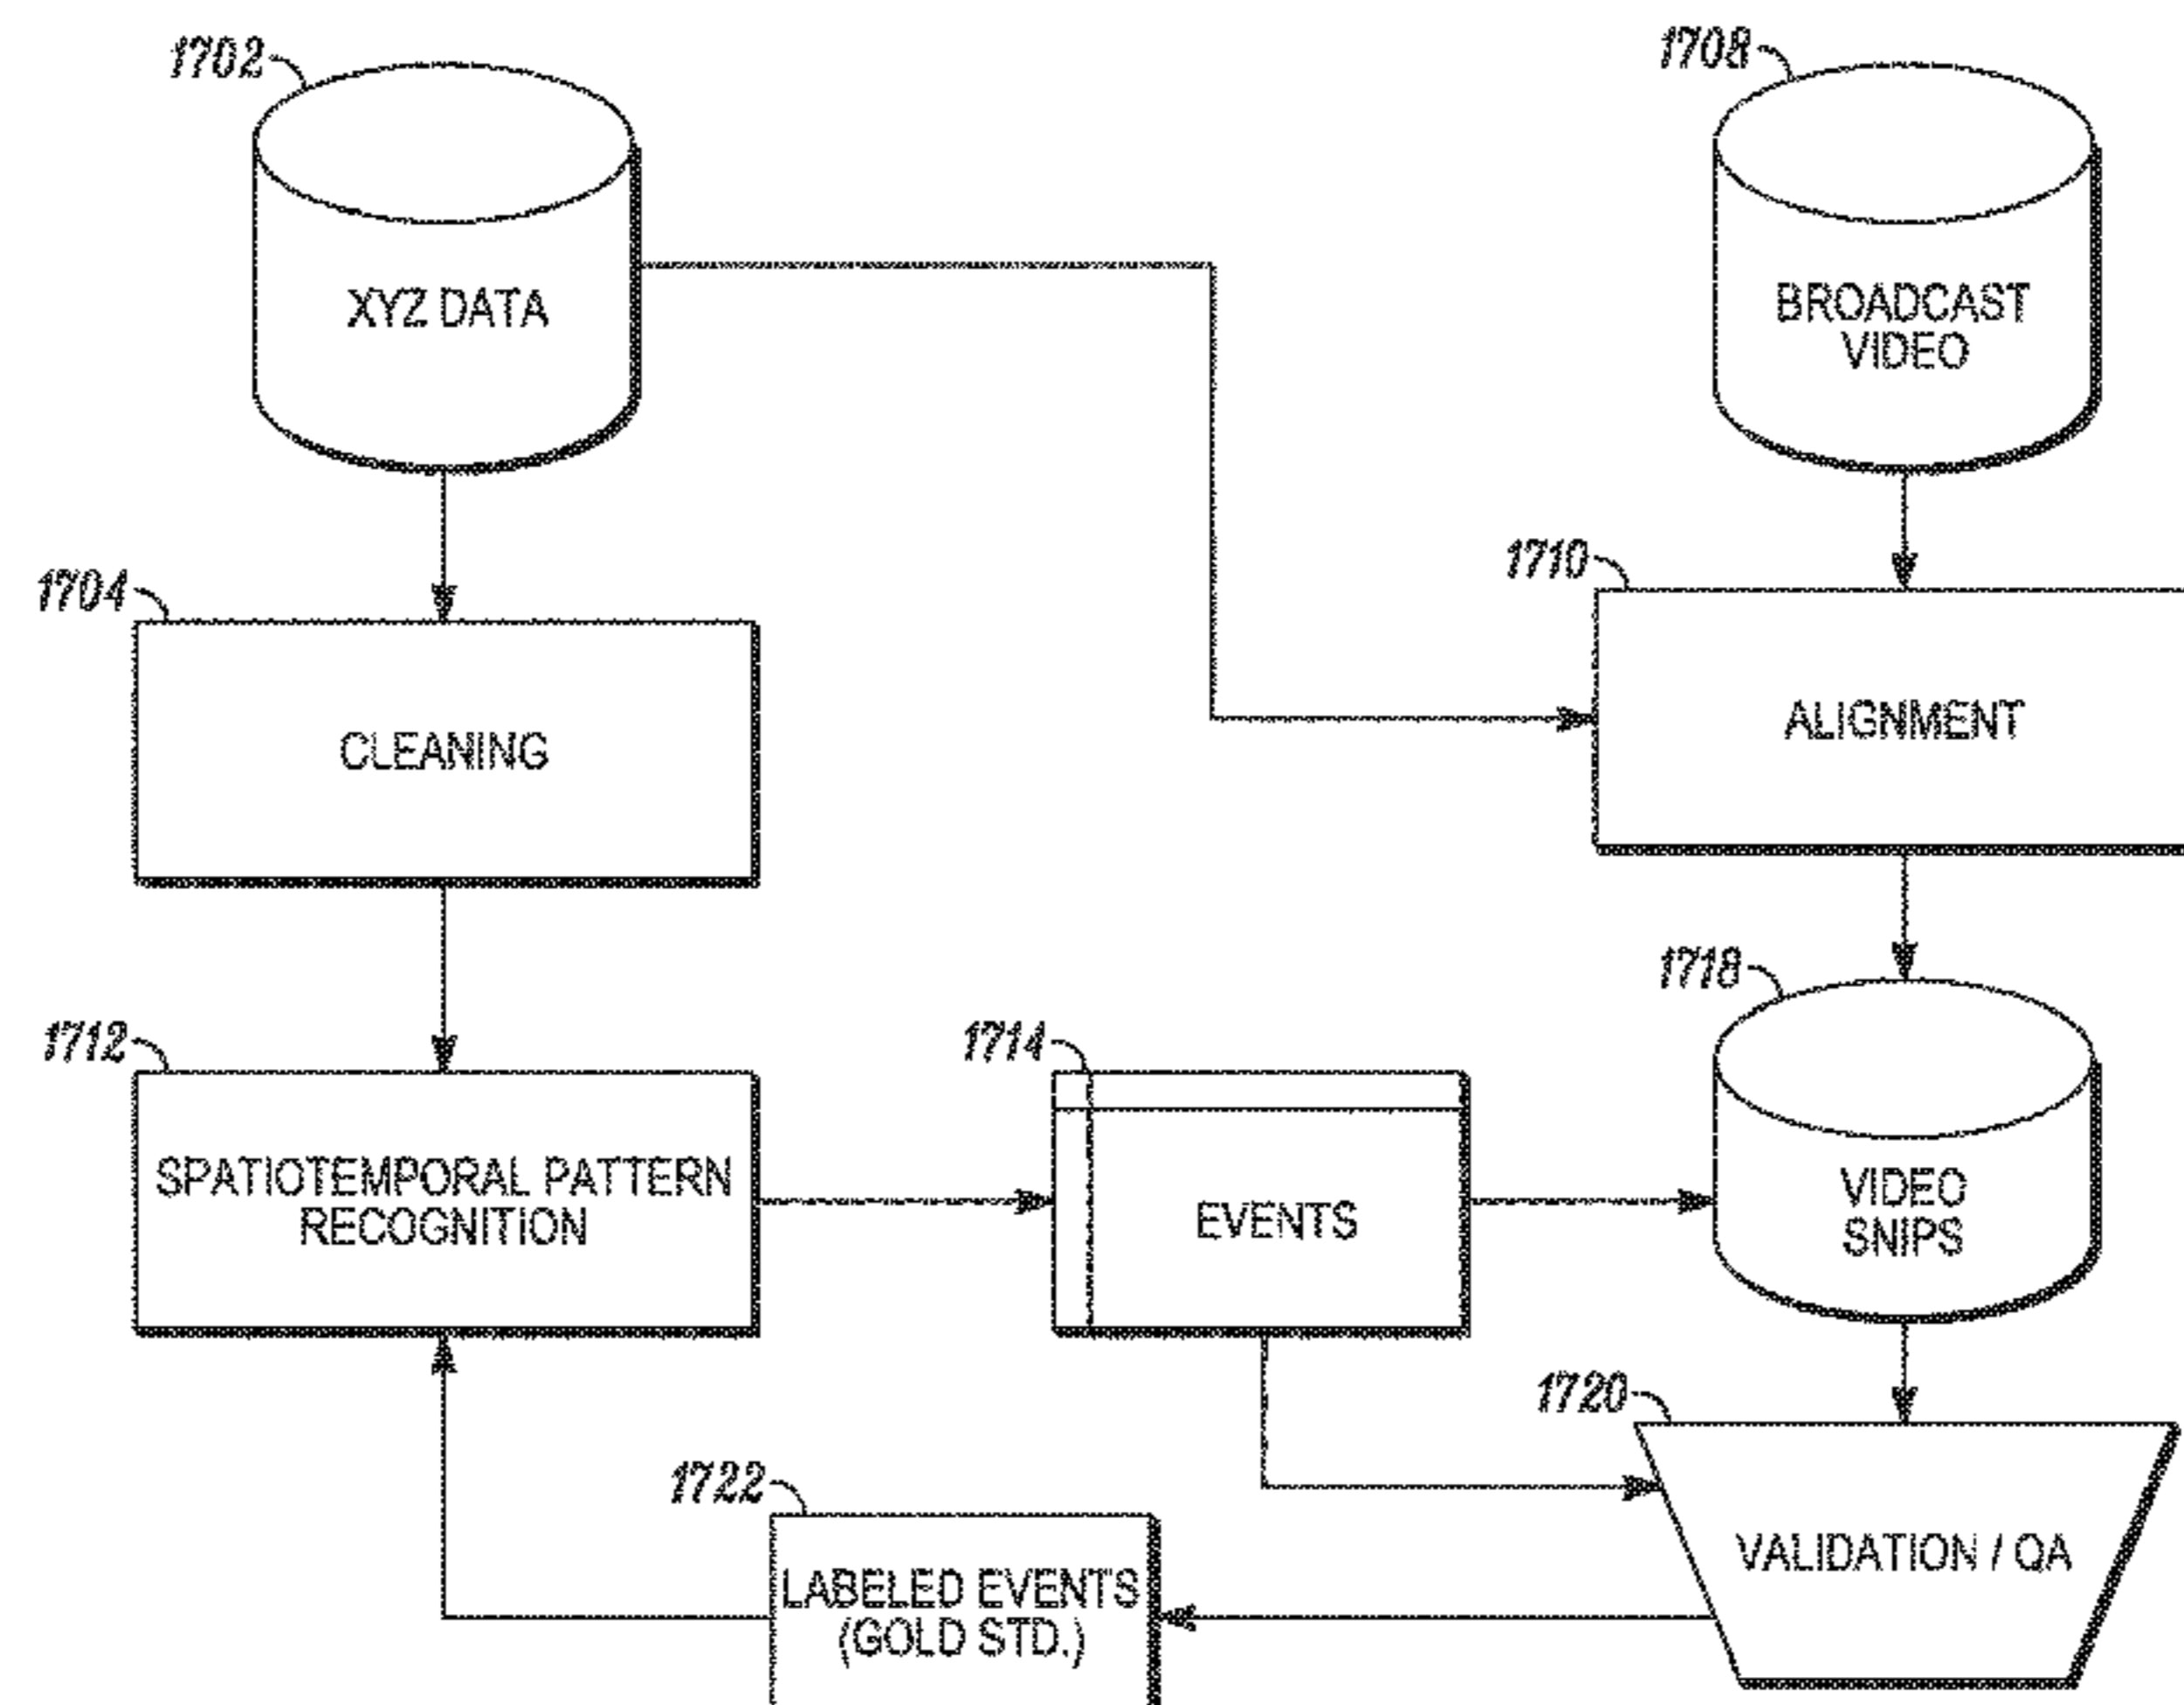 1702
1708
XYZ DATA
BROADCAST
VIDEO
1704
1710
CLEANING
ALIGNMENT
1712
1714
1718
SPATIOTEMPORAL PATTERN
RECOGNITION
EVENTS
VIDEO
SNIPS
1720
1722
VALIDATION / QA
LABELED EVENTS
(GOLD STD.)